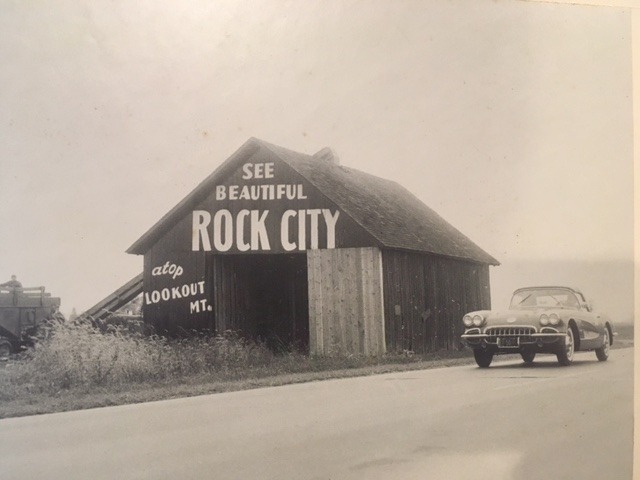 SEE
BEAUTIFUL
ROCK CITY
atop
LOOKOUT
MT.